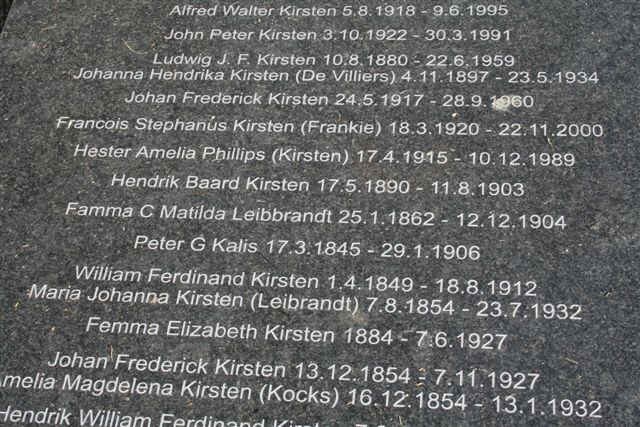 Alfred Walter Kirsten 5.8.1918 - 9.6.1995
John Peter Kirsten 3.10.1922 - 30.3.1991
Ludwig J. F. Kirsten 10.8.1880 - 22.6.1959
Johanna Hendrika Kirsten (De Villiers) 4.11.1897 - 23.5.1934
Johan Frederick Kirsten 24.5.1917 - 28.9.1960
Francois Stephanus Kirsten (Frankie) 18.3.1920 - 22.11.2000
Hester Amelia Phillips (Kirsten) 17.4.1915 - 10.12.1989
Hendrik Baard Kirsten 17.5.1890 - 11.8.1903
Famma C Matilda Leibbrandt 25.1.1862 - 12.12.1904
Peter G Kalis 17.3.1845 - 29.1.1906
William Ferdinand Kirsten 1.4.1849 - 18.8.1912
Maria Johanna Kirsten (Leibrandt) 7.8.1854 - 23.7.1932
Femma Elizabeth Kirsten 1884 - 7.6.1927
Johan Frederick Kirsten 13.12.1854 - 7.11.1927
Amelia Magdelena Kirsten (Kocks) 16.12.1854 - 13.1.1932
Hendrik William Ferdinand Kirsten